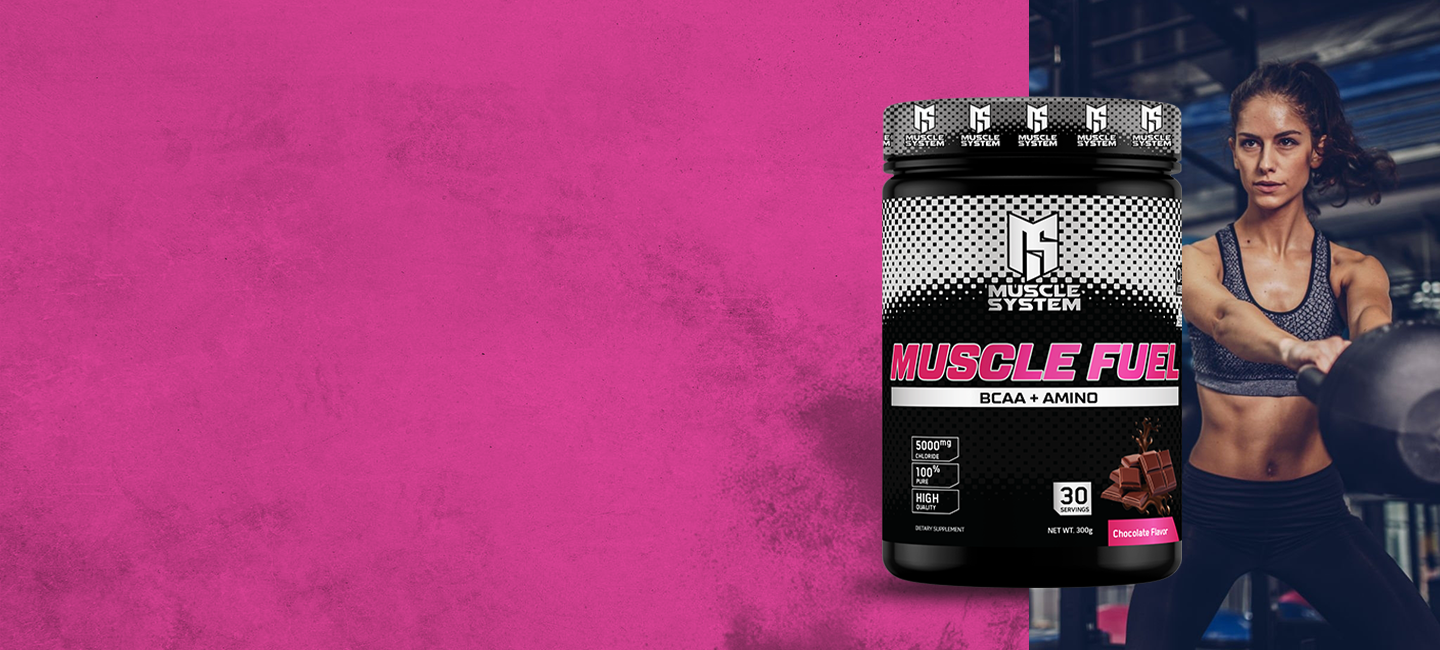 MUSCLE SYSTEM
MUSCLE SYSTEM
MUSCLE SYSTEM
MUSCLE SYSTEM
MUSCLE SYSTEM
MUSCLE
SYSTEM
MUSCLE FUEL
BCAA + AMINO
5000mg
CHLORIDE
100%
PURE
HIGH
QUALITY
30
SERVINGS
DIETARY SUPPLEMENT
NET WT. 300g
Chocolate Flavor